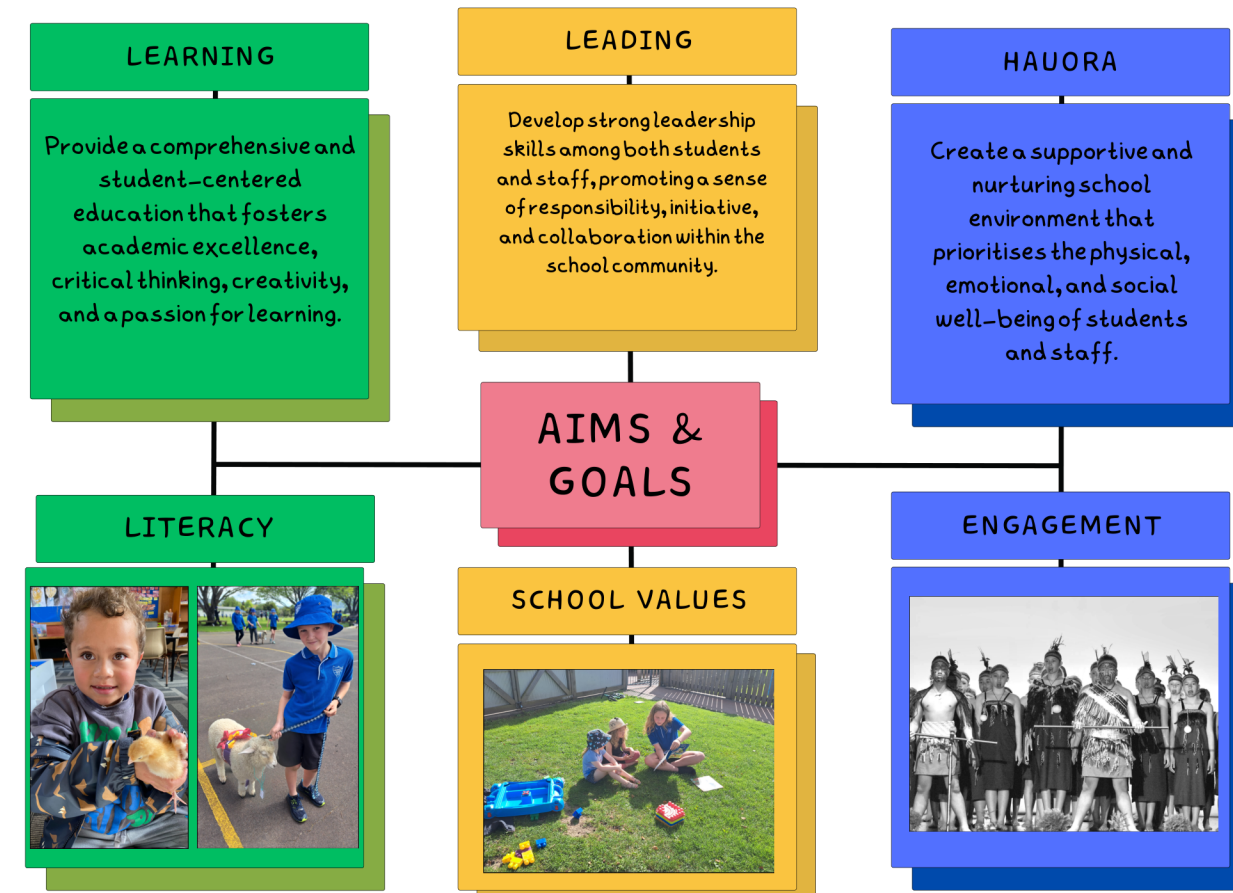 LEARNING
Provide a comprehensive and
student-centered
education that fosters
academic excellence,
critical thinking, creativity,
and a passion for learning.
LEADING
Develop strong leadership
skills among both students
and staff, promoting a sense
of responsibility, initiative,
and collaboration within the
school community.
HAUORA
Create a supportive and
nurturing school
environment that
prioritises the physical,
emotional, and social
well-being of students
and staff.
AIMS &
GOALS
LITERACY
SCHOOL VALUES
ENGAGEMENT